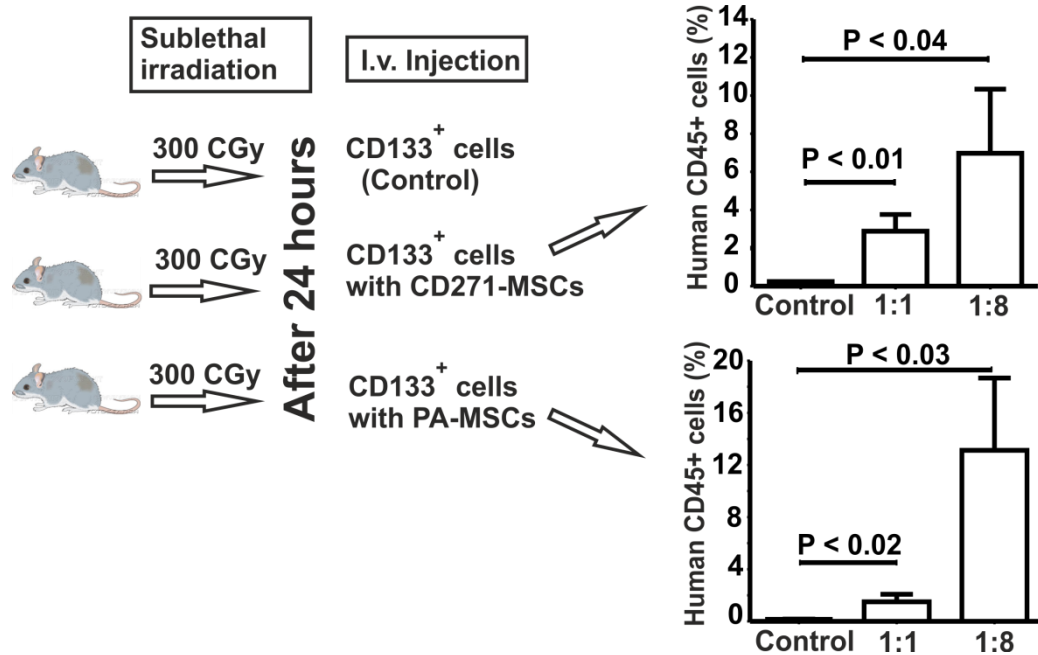 Sublethal
irradiation
I.v. Injection
300 CGy
300 CGy
300 CGy
After 24 hours
CD133+ cells
(Control)
CD133+ cells
with CD271-MSCs
CD133+ cells
with PA-MSCs
Human CD45+ cells (%)
14
12
10
8
6
4
2
0
P < 0.04
P < 0.01
Control 1:1 1:8
Human CD45+ cells (%)
20
16
12
8
4
0
P < 0.03
P < 0.02
Control 1:1 1:8